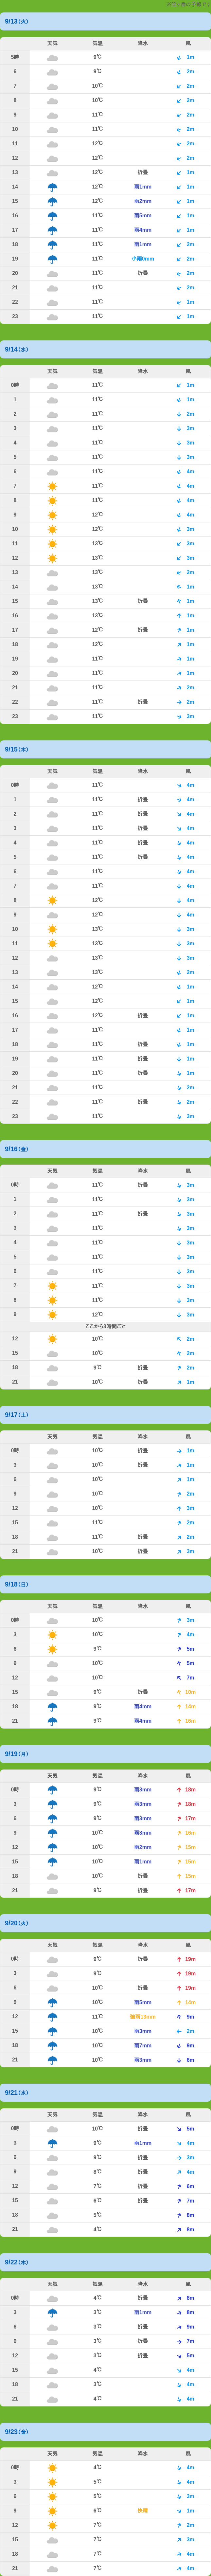 9/13(火)
天気 気温 降水 風
5時 9℃ 1m
6 9℃ 2m
7 10℃ 2m
8 10℃ 2m
9 11℃ 2m
10 11℃ 2m
11 12℃ 2m
12 12℃ 2m
13 12℃ 折畳 1m
14 12℃ 雨1mm 1m
15 12℃ 雨2mm 1m
16 11℃ 雨5mm 1m
17 11℃ 雨4mm 1m
18 11℃ 雨1mm 2m
19 11℃ 小雨0mm 2m
20 11℃ 折畳 2m
21 11℃ 2m
22 11℃ 1m
23 11℃ 1m
9/14(水)
天気 気温 降水 風
0時 11℃ 1m
1 11℃ 1m
2 11℃ 2m
3 11℃ 3m
4 11℃ 3m
5 11℃ 3m
6 11℃ 4m
7 11℃ 4m
8 11℃ 4m
9 12℃ 4m
10 12℃ 3m
11 13℃ 3m
12 13℃ 3m
13 13℃ 2m
14 13℃ 1m
15 13℃ 折畳 1m
16 13℃ 1m
17 12℃ 折畳 1m
18 12℃ 1m
19 11℃ 1m
20 11℃ 1m
21 11℃ 2m
22 11℃ 折畳 2m
23 11℃ 3m
9/15(木)
天気 気温 降水 風
0時 11℃ 4m
1 11℃ 折畳 4m
2 11℃ 折畳 4m
3 11℃ 折畳 4m
4 11℃ 折畳 4m
5 11℃ 折畳 4m
6 11℃ 4m
7 11℃ 4m
8 12℃ 4m
9 12℃ 4m
10 13℃ 3m
11 13℃ 3m
12 13℃ 3m
13 13℃ 2m
14 12℃ 1m
15 12℃ 1m
16 12℃ 折畳 1m
17 11℃ 1m
18 11℃ 折畳 1m
19 11℃ 折畳 1m
20 11℃ 折畳 1m
21 11℃ 2m
22 11℃ 折畳 2m
23 11℃ 3m
9/16(金)
天気 気温 降水 風
0時 11℃ 折畳 3m
1 11℃ 3m
2 11℃ 折畳 3m
3 11℃ 3m
4 11℃ 3m
5 11℃ 3m
6 11℃ 3m
7 11℃ 3m
8 11℃ 3m
9 12℃ 3m
ここから3時間ごと
12 10℃ 2m
15 10℃ 2m
18 9℃ 折畳 2m
21 10℃ 折畳 1m
9/17(土)
天気 気温 降水 風
0時 10℃ 折畳 1m
3 10℃ 折畳 1m
6 10℃ 1m
9 10℃ 2m
12 10℃ 3m
15 11℃ 2m
18 11℃ 折畳 2m
21 10℃ 折畳 3m
9/18(日)
天気 気温 降水 風
0時 10℃ 3m
3 10℃ 4m
6 9℃ 5m
9 10℃ 5m
12 10℃ 7m
15 9℃ 折畳 10m
18 9℃ 雨4mm 14m
21 9℃ 雨4mm 16m
9/19(月)
天気 気温 降水 風
0時 9℃ 雨3mm 18m
3 9℃ 雨3mm 18m
6 9℃ 雨3mm 17m
9 10℃ 雨3mm 16m
12 10℃ 雨2mm 15m
15 10℃ 雨1mm 15m
18 10℃ 折畳 15m
21 9℃ 折畳 17m
9/20(火)
天気 気温 降水 風
0時 9℃ 折畳 19m
3 9℃ 19m
6 10℃ 折畳 19m
9 10℃ 雨5mm 14m
12 11℃ 9m
15 10℃ 雨3mm 2m
18 10℃ 雨7mm 9m
21 10℃ 雨3mm 6m
9/21(水)
天気 気温 降水 風
0時 10℃ 折畳 5m
3 9℃ 雨1mm 4m
6 9℃ 折畳 3m
9 8℃ 折畳 4m
12 7℃ 折畳 6m
15 6℃ 折畳 7m
18 5℃ 8m
21 4℃ 8m
9/22(木)
天気 気温 降水 風
0時 4℃ 折畳 8m
3 3℃ 雨1mm 8m
6 3℃ 折畳 9m
9 3℃ 折畳 7m
12 3℃ 折畳 5m
15 4℃ 4m
18 3℃ 4m
21 4℃ 4m
9/23(金)
天気 気温 降水 風
0時 4℃ 4m
3 5℃ 4m
6 5℃ 3m
9 6℃ 快晴 1m
12 7℃ 2m
15 7℃ 3m
18 7℃ 4m
21 7℃ 4m